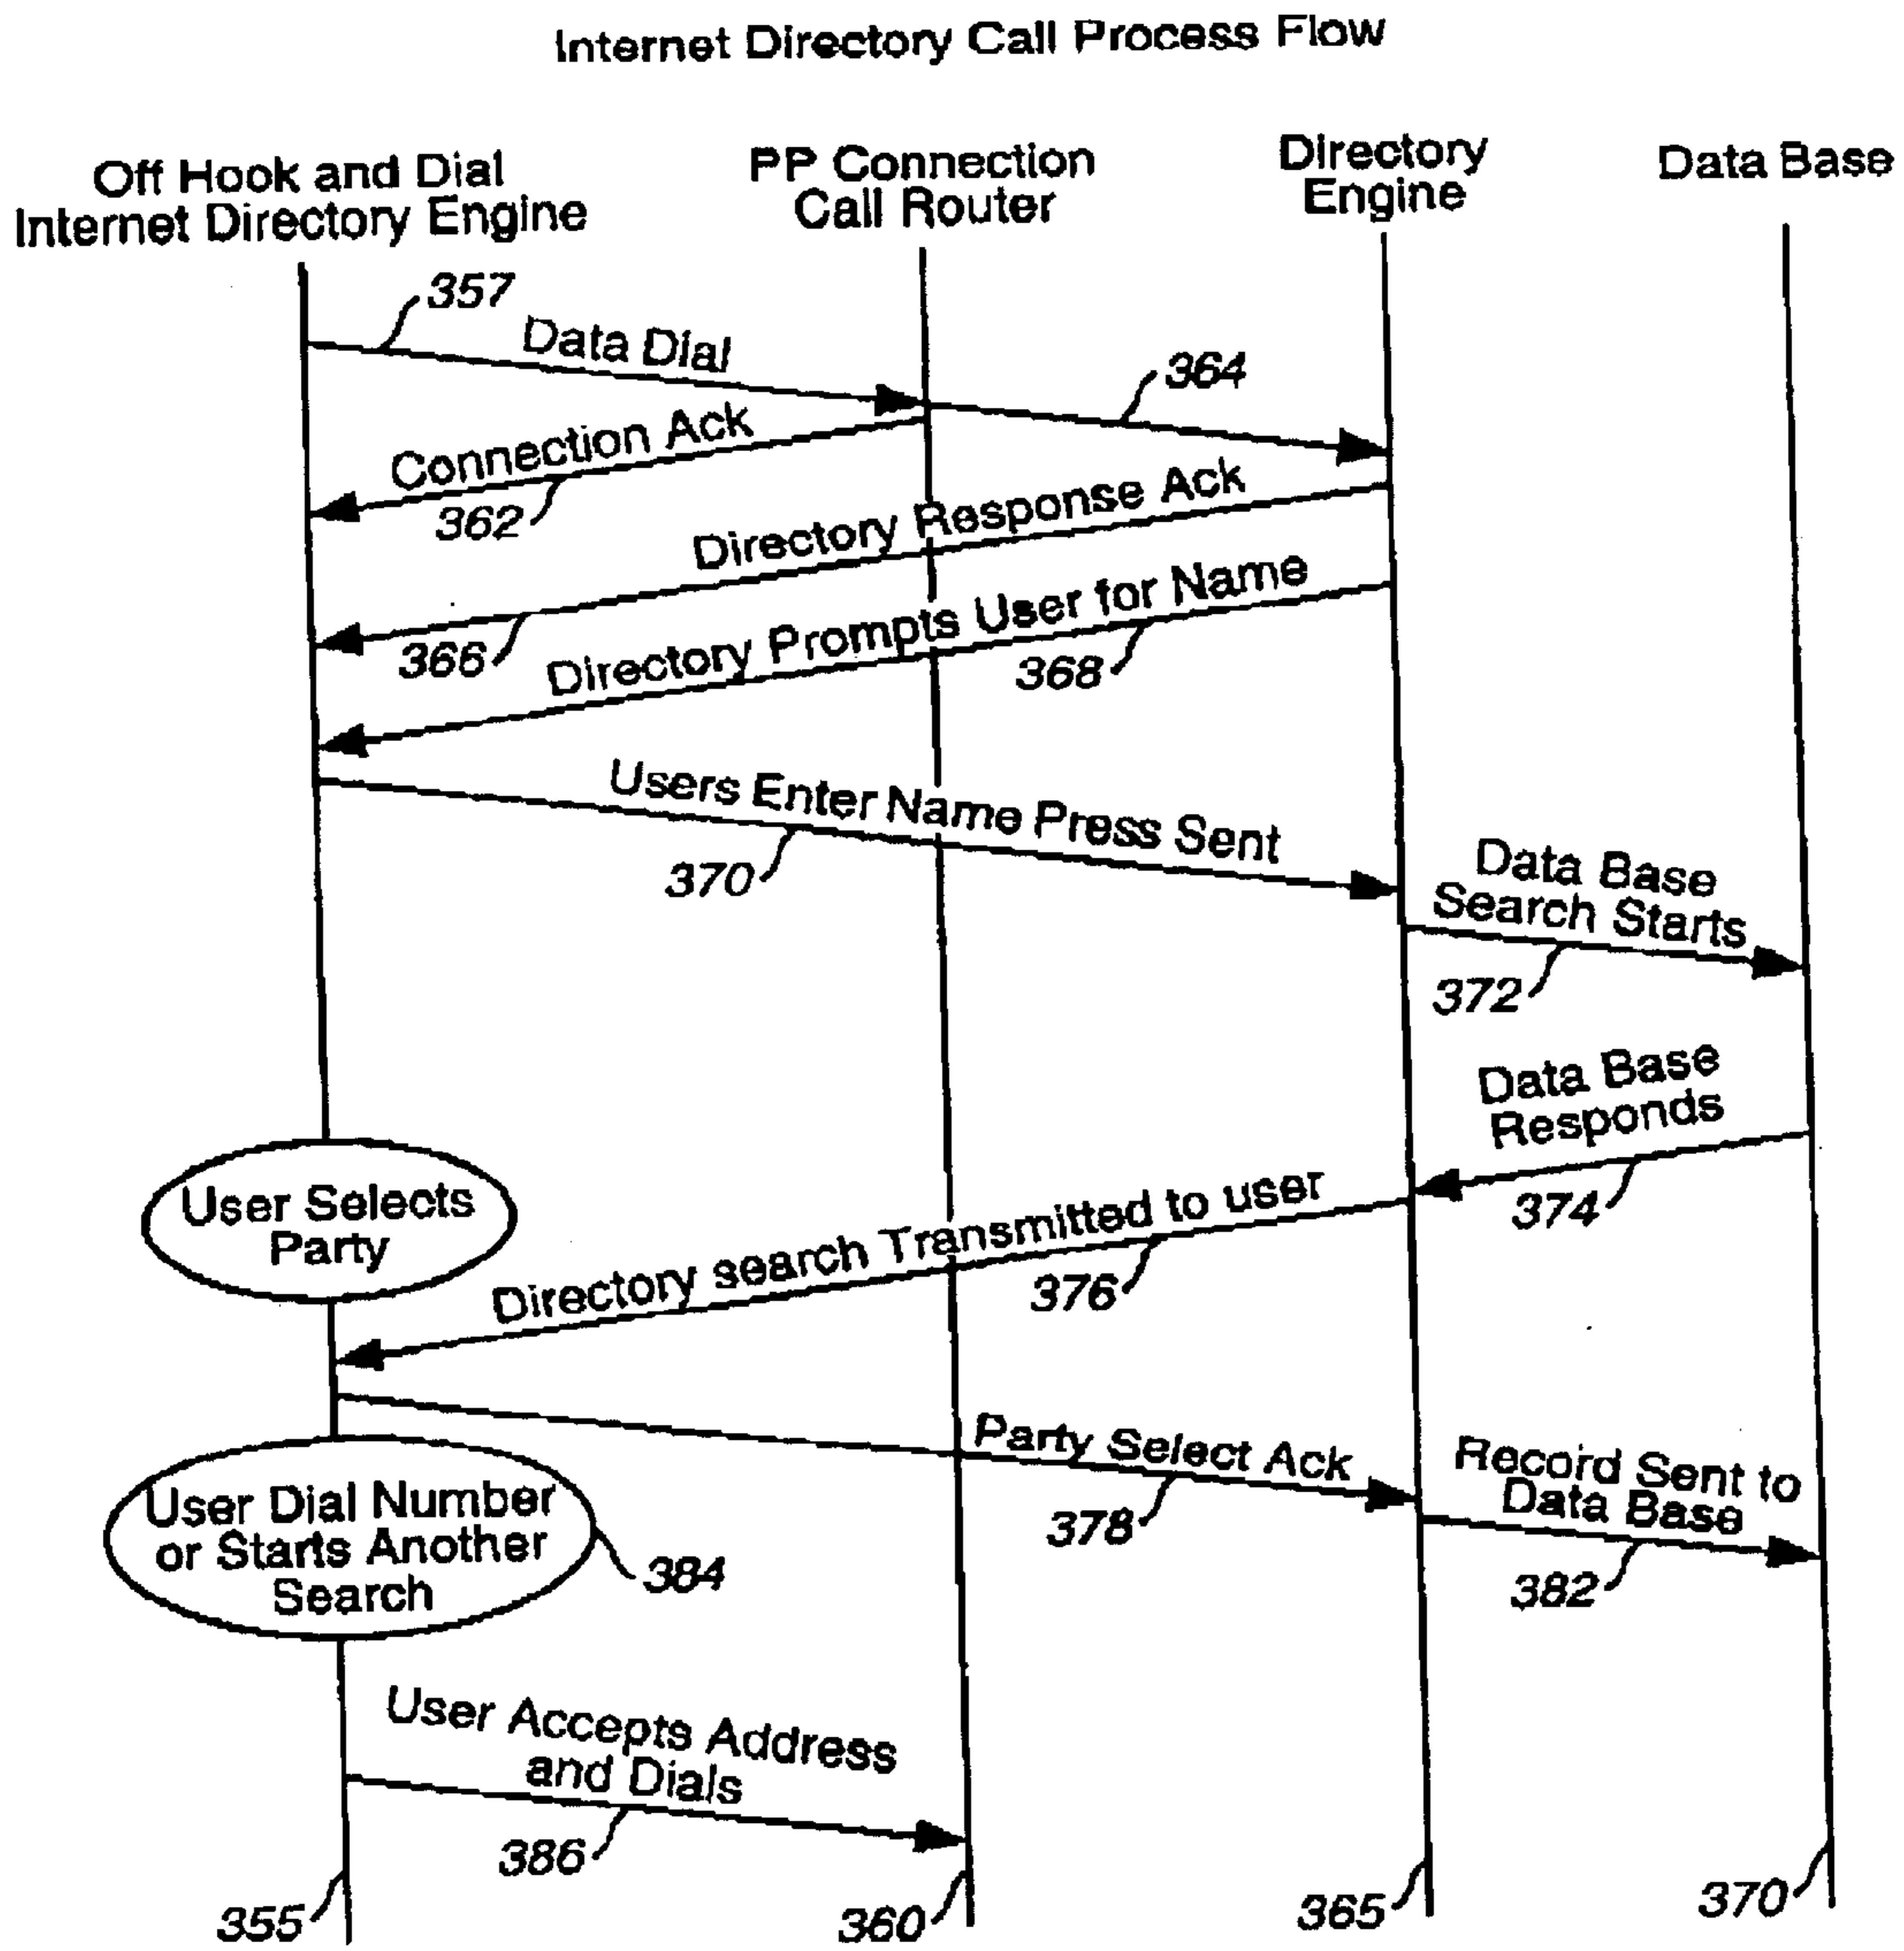 Internet Directory Call Process Flow
Off Hook and Dial
Internet Directory Engine
PP Connection
Call Router
Directory
Engine
Data Base
357
Data Dial
364
Connection Ack
362
Directory Response Ack
366
Directory Prompts User for Name
368
Users Enter Name Press Sent
370
Data Base
Search Starts
372
Data Base
Responds
374
User Selects
Party
Directory search Transmitted to user
376
Party Select Ack
378
Record Sent to
Data Base
382
User Dial Number
or Starts Another
Search
384
User Accepts Address
and Dials
386
355
360
365
370